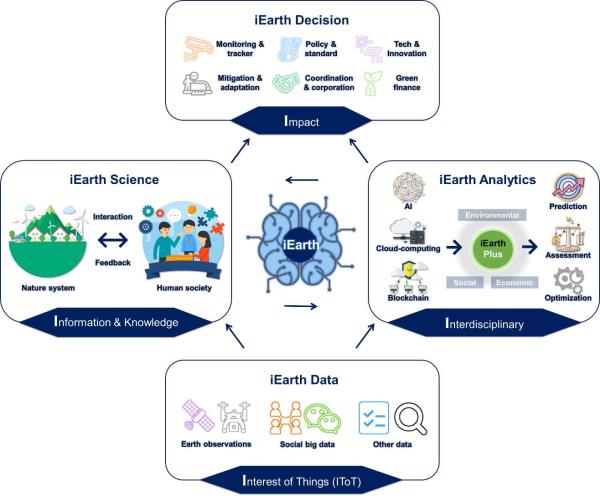 iEarth Decision
Monitoring &
tracker
Policy &
standard
Tech &
Innovation
Mitigation &
adaptation
Coordination
& corporation
Green
finance
Impact
iEarth Science
Interaction
Feedback
Nature system
Human society
Information & Knowledge
iEarth
iEarth Analytics
AI
Cloud-computing
Blockchain
Environmental
iEarth
Plus
Social
Economic
Prediction
Assessment
Optimization
Interdisciplinary
iEarth Data
Earth observations
Social big data
Other data
Interest of Things (IToT)